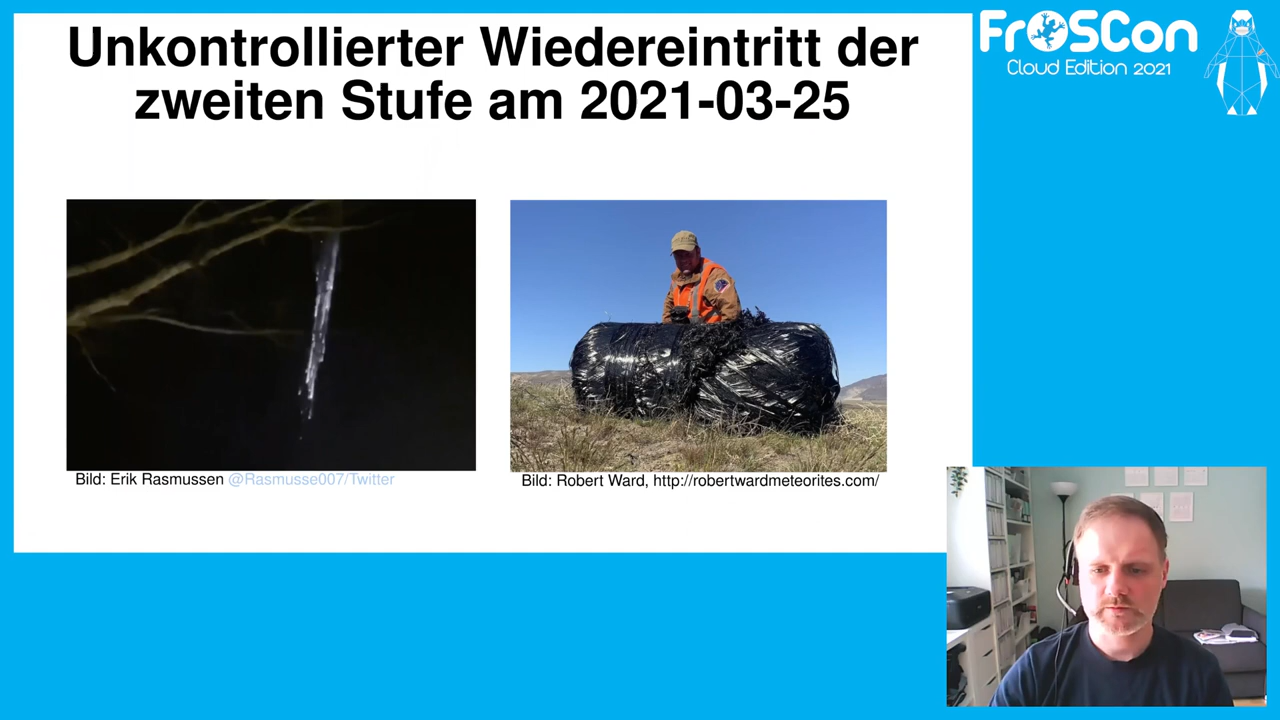 Unkontrollierter Wiedereintritt der
zweiten Stufe am 2021-03-25
FrOSCon
Cloud Edition 2021
Bild: Erik Rasmussen @Rasmusse007/Twitter
Bild: Robert Ward, http://robertwardmeteorites.com/